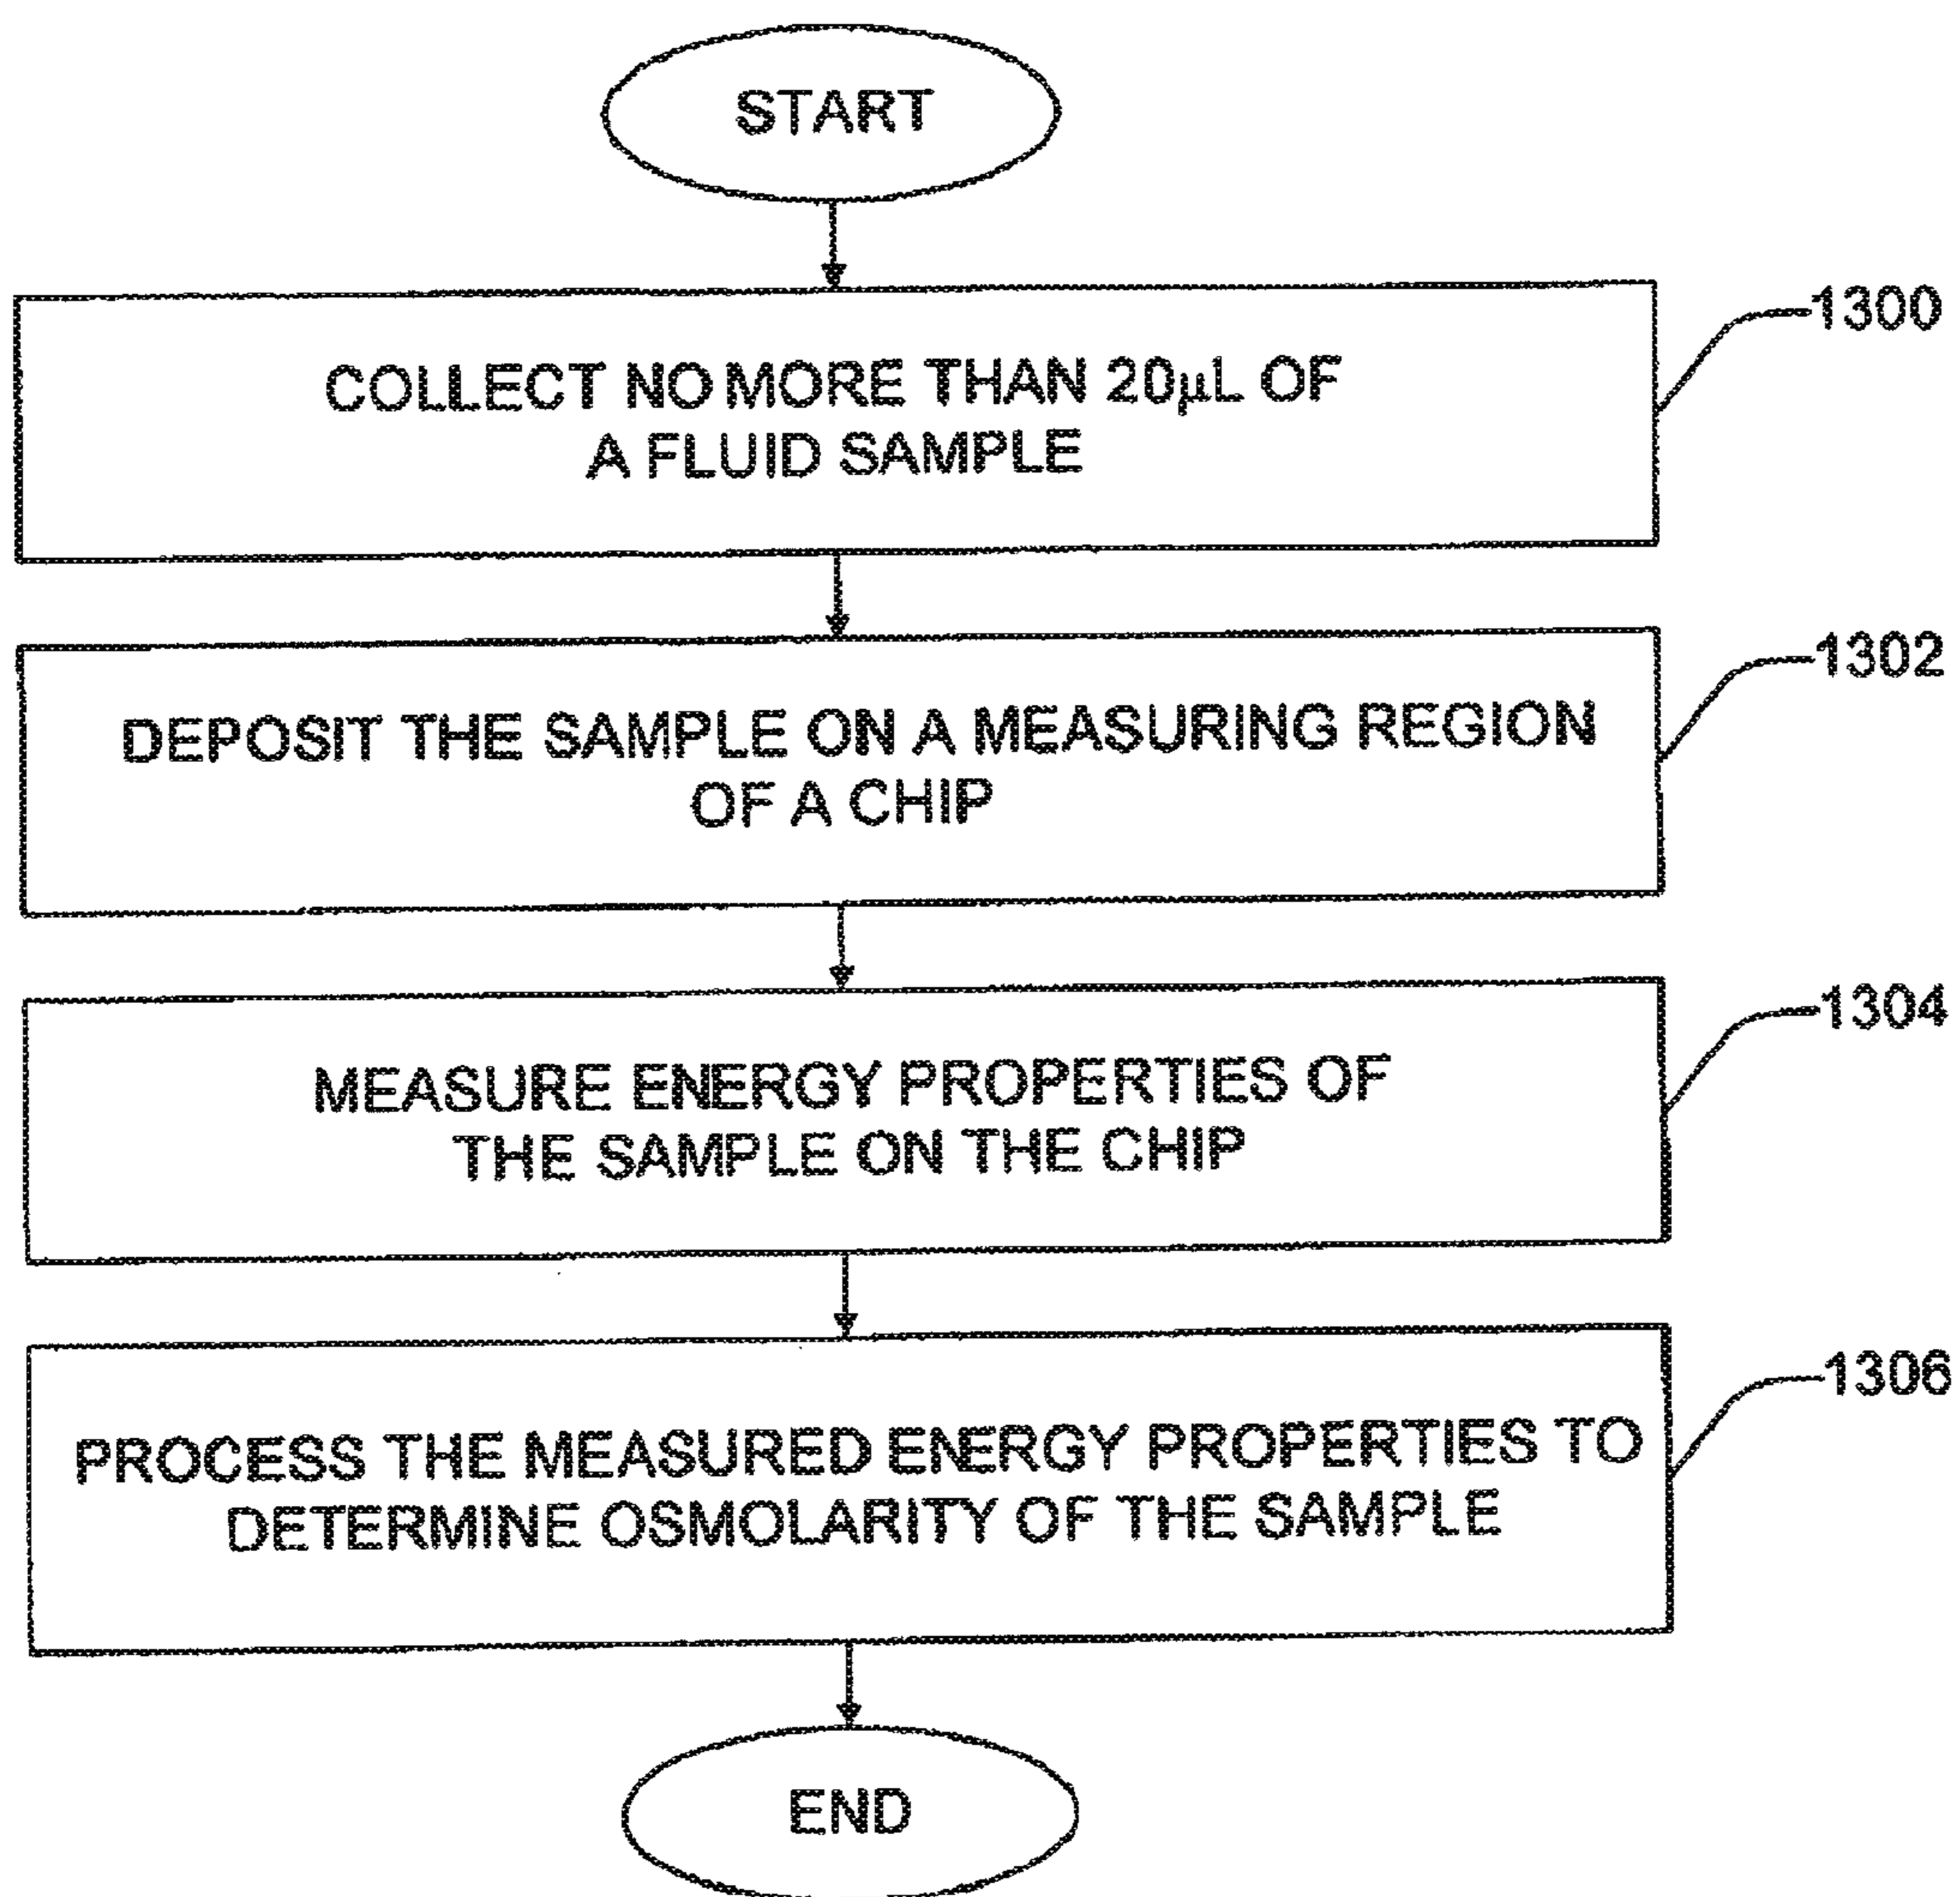 START
COLLECT NO MORE THAN 20μL OF
A FLUID SAMPLE
1300
DEPOSIT THE SAMPLE ON A MEASURING REGION
OF A CHIP
1302
MEASURE ENERGY PROPERTIES OF
THE SAMPLE ON THE CHIP
1304
PROCESS THE MEASURED ENERGY PROPERTIES TO
DETERMINE OSMOLARITY OF THE SAMPLE
1306
END